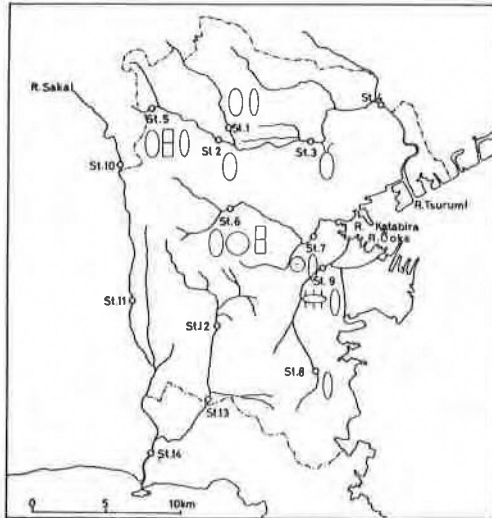 R. Sakai
St.5
St.1
St.2
St.3
St.4
St.10
R. Tsurumi
St.6
St.7
R. Katabira
R. Ooka
St.9
St.11
St.12
St.8
St.13
St.14
0 5 10km